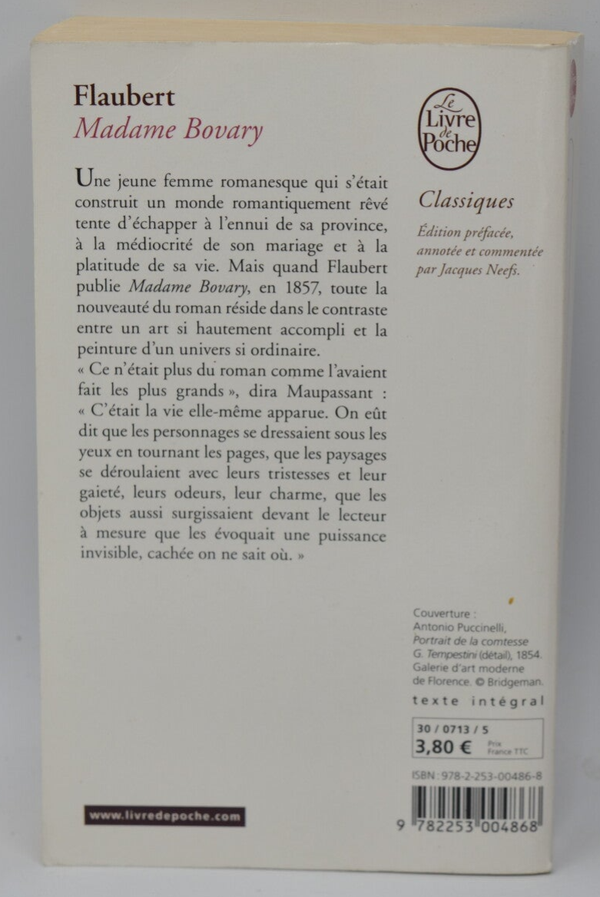 Flaubert
Madame Bovary
Une jeune femme romanesque qui s'était
construit un monde romantiquement rêvé
tente d'échapper à l'ennui de sa province,
à la médiocrité de son mariage et à la
platitude de sa vie. Mais quand Flaubert
publie Madame Bovary, en 1857, toute la
nouveauté du roman réside dans le contraste
entre un art si hautement accompli et la
peinture d'un univers si ordinaire.
« Ce n'était plus du roman comme l'avaient
fait les plus grands », dira Maupassant :
« C'était la vie elle-même apparue. On eût
dit que les personnages se dressaient sous les
yeux en tournant les pages, que les paysages
se déroulaient avec leurs tristesses et leur
gaieté, leurs odeurs, leur charme, que les
objets aussi surgissaient devant le lecteur
à mesure que les évoquait une puissance
invisible, cachée on ne sait où. »
www.livredepoche.com
Le
Livre
de
Poche
Classiques
Édition préfacée,
annotée et commentée
par Jacques Neefs.
Couverture :
Antonio Puccinelli,
Portrait de la comtesse
G. Tempestini (détail), 1854.
Galerie d'art moderne
de Florence. © Bridgeman.
texte intégral
30 / 0713 / 5
3,80 € Prix
France TTC
ISBN : 978-2-253-00486-8
9 782253 004868